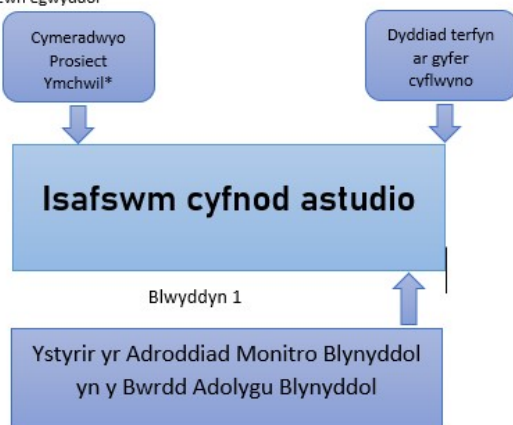 egwyddor
Cymeradwyo
Prosiect
Ymchwil*
Dyddiad terfyn
ar gyfer
cyflwyno
Isafswm cyfnod astudio
Blwyddyn 1
Ystyrir yr Adroddiad Monitro Blynyddol
yn y Bwrdd Adolygu Blynyddol